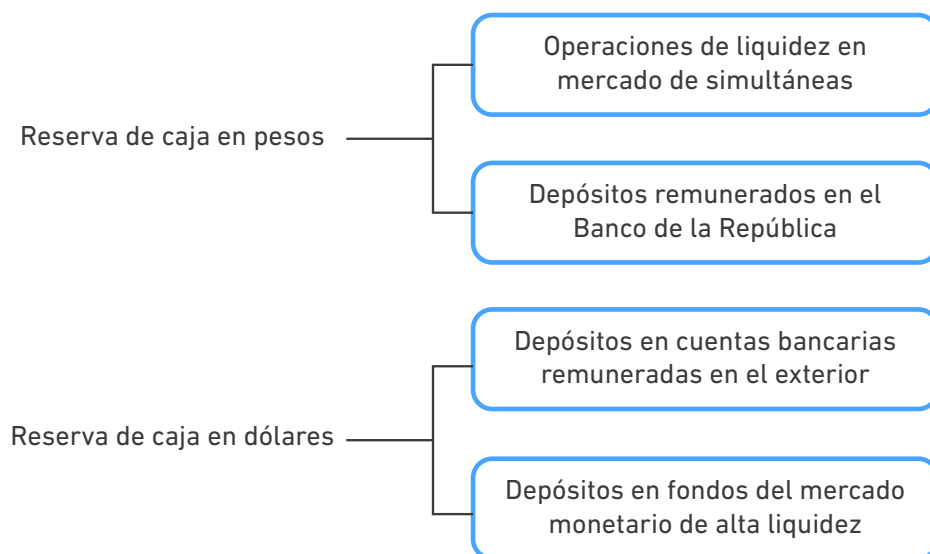 Reserva de caja en pesos
Operaciones de liquidez en
mercado de simultáneas
Depósitos remunerados en el
Banco de la República
Reserva de caja en dólares
Depósitos en cuentas bancarias
remuneradas en el exterior
Depósitos en fondos del mercado
monetario de alta liquidez